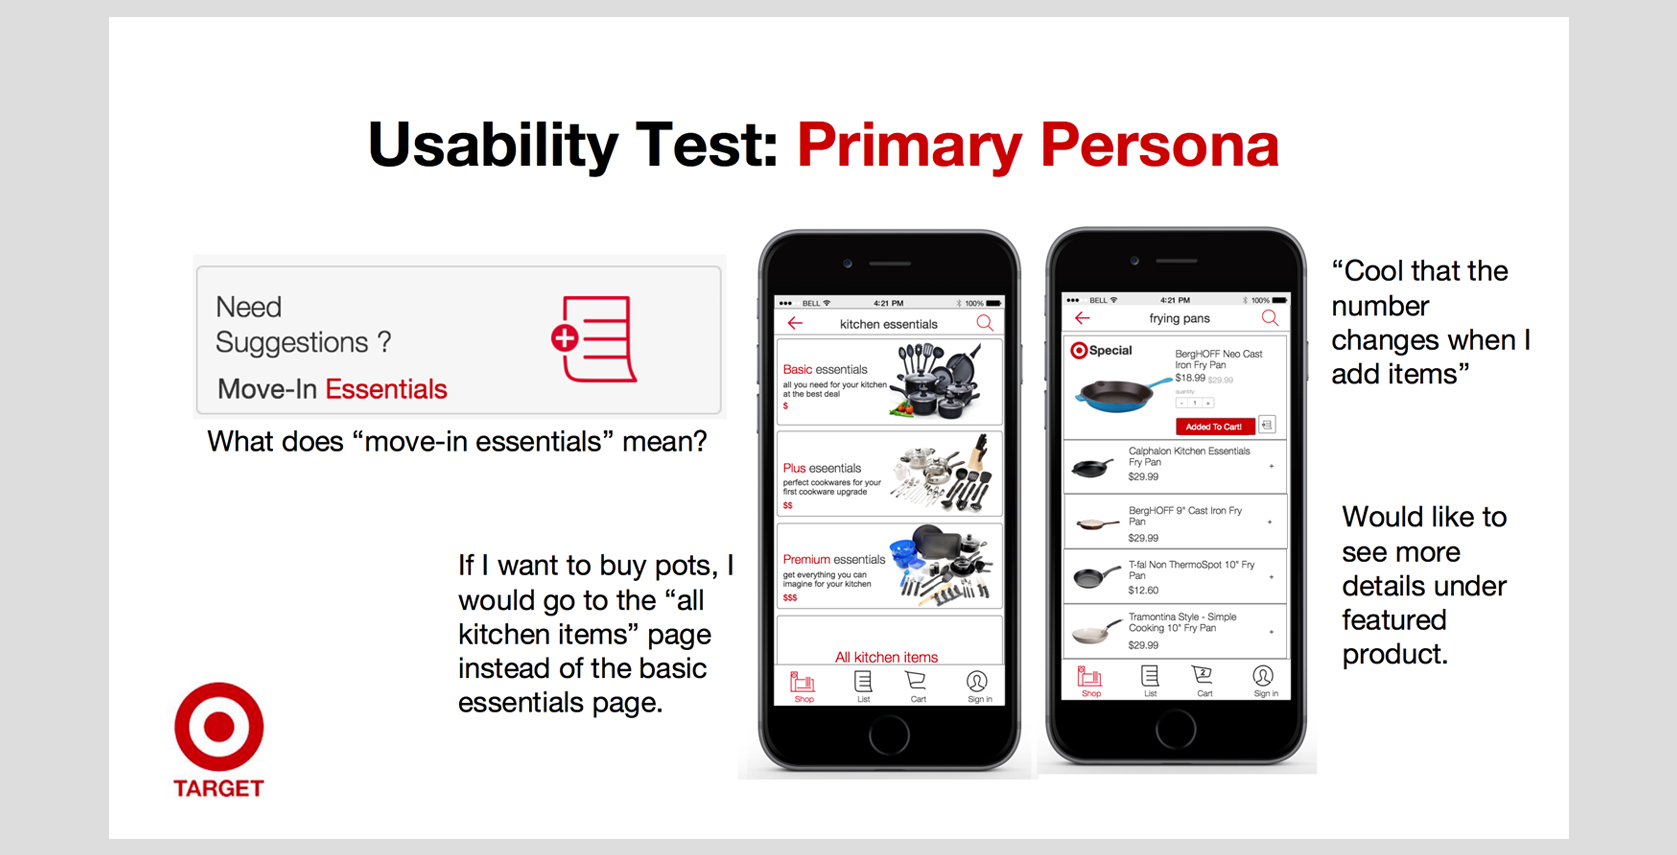 Usability Test: Primary Persona
Need
Suggestions ?
Move-In Essentials
What does “move-in essentials” mean?
If I want to buy pots, I
would go to the “all
kitchen items” page
instead of the basic
essentials page.
TARGET
BELL 4:21 PM 100%
kitchen essentials
Basic essentials
all you need for your kitchen
at the best deal
$
Plus eseentials
perfect cookwares for your
first cookware upgrade
$$
Premium essentials
get everything you can
imagine for your kitchen
$$$
All kitchen items
Shop List Cart Sign in
BELL 4:21 PM 100%
frying pans
Special
BergHOFF Neo Cast
Iron Fry Pan
$18.99 $29.99
quantity
- 1 +
Added To Cart!
Calphalon Kitchen Essentials
Fry Pan
$29.99
+
BergHOFF 9" Cast Iron Fry
Pan
$29.99
+
T-fal Non ThermoSpot 10" Fry
Pan
$12.60
+
Tramontina Style - Simple
Cooking 10" Fry Pan
$29.99
+
2
Shop List Cart Sign in
“Cool that the
number
changes when I
add items”
Would like to
see more
details under
featured
product.